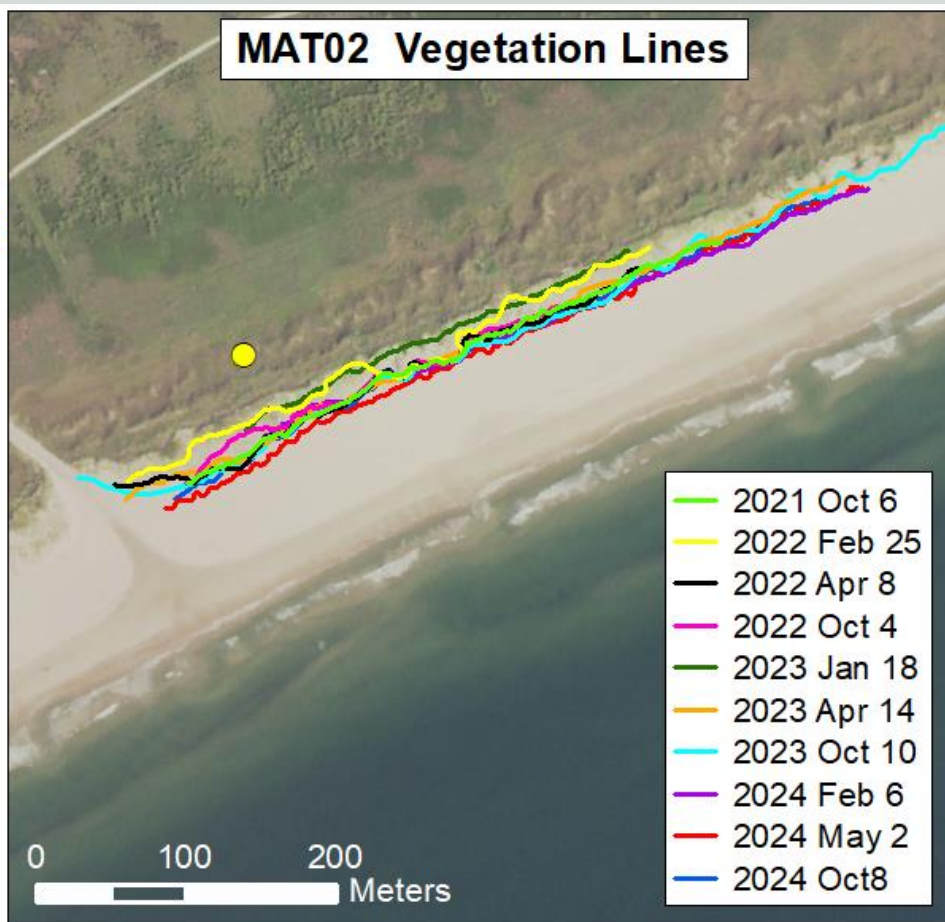 MAT02 Vegetation Lines
2021 Oct 6
2022 Feb 25
2022 Apr 8
2022 Oct 4
2023 Jan 18
2023 Apr 14
2023 Oct 10
2024 Feb 6
2024 May 2
2024 Oct8
0 100 200
Meters